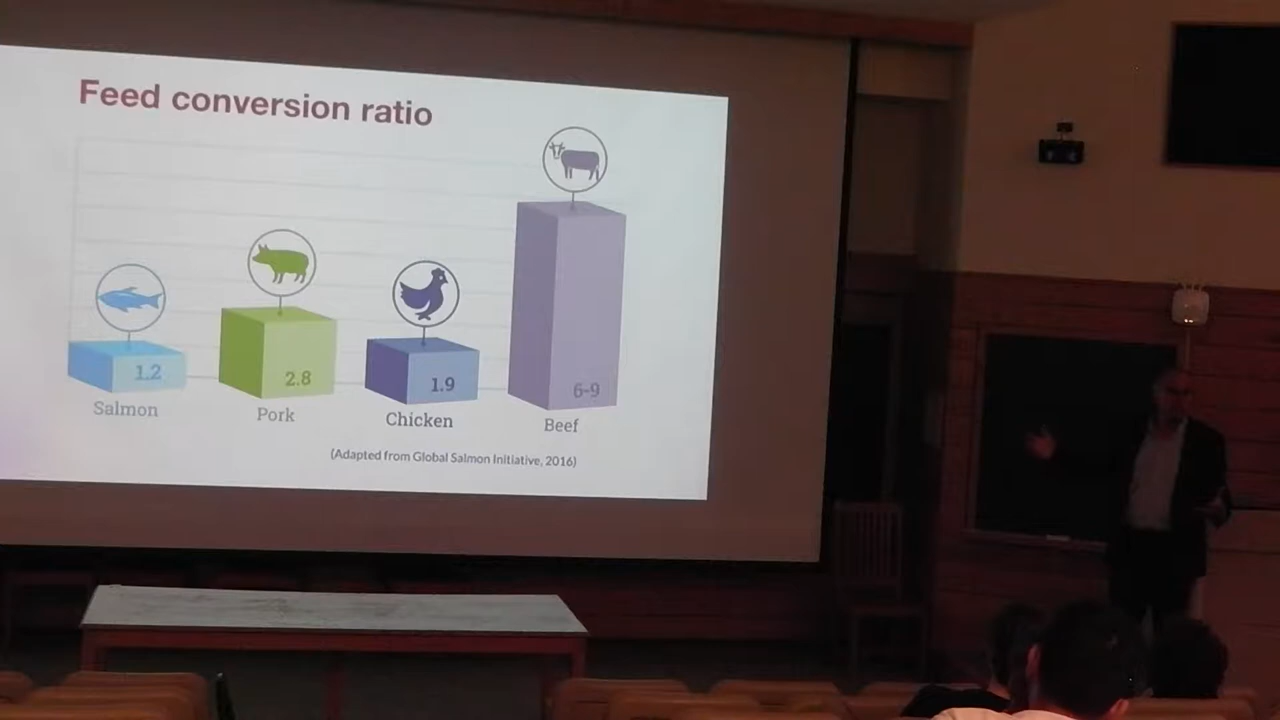 Feed conversion ratio
1.2
2.8
1.9
6-9
Salmon
Pork
Chicken
Beef
(Adapted from Global Salmon Initiative, 2016)